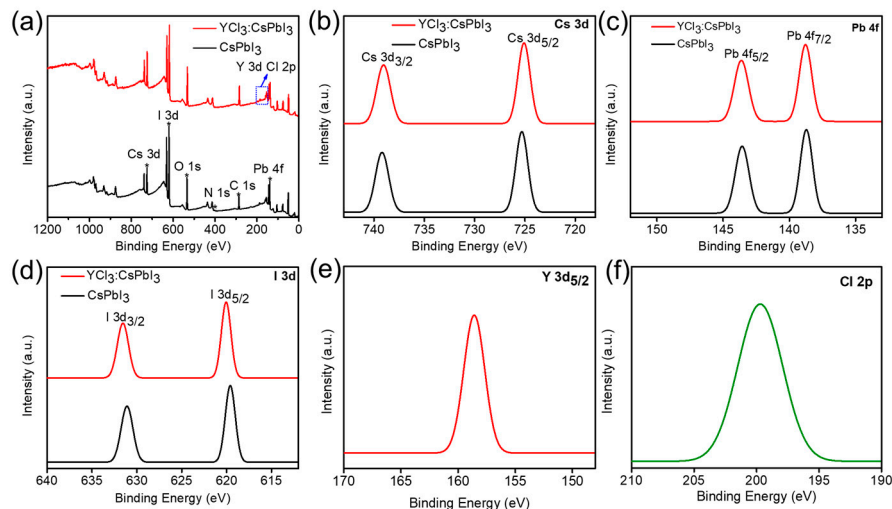 (a)
YCl3:CsPbI3
CsPbI3
Y 3d Cl 2p
I 3d
Cs 3d
O 1s
N 1s
C 1s
Pb 4f
Intensity (a.u.)
1200 1000 800 600 400 200 0
Binding Energy (eV)
(b)
YCl3:CsPbI3
CsPbI3
Cs 3d
Cs 3d3/2
Cs 3d5/2
Intensity (a.u.)
740 735 730 725 720
Binding Energy (eV)
(c)
YCl3:CsPbI3
CsPbI3
Pb 4f
Pb 4f5/2
Pb 4f7/2
Intensity (a.u.)
150 145 140 135
Binding Energy (eV)
(d)
YCl3:CsPbI3
CsPbI3
I 3d
I 3d3/2
I 3d5/2
Intensity (a.u.)
640 635 630 625 620 615
Binding Energy (eV)
(e)
Y 3d5/2
Intensity (a.u.)
170 165 160 155 150
Binding Energy (eV)
(f)
Cl 2p
Intensity (a.u.)
210 205 200 195 190
Binding Energy (eV)